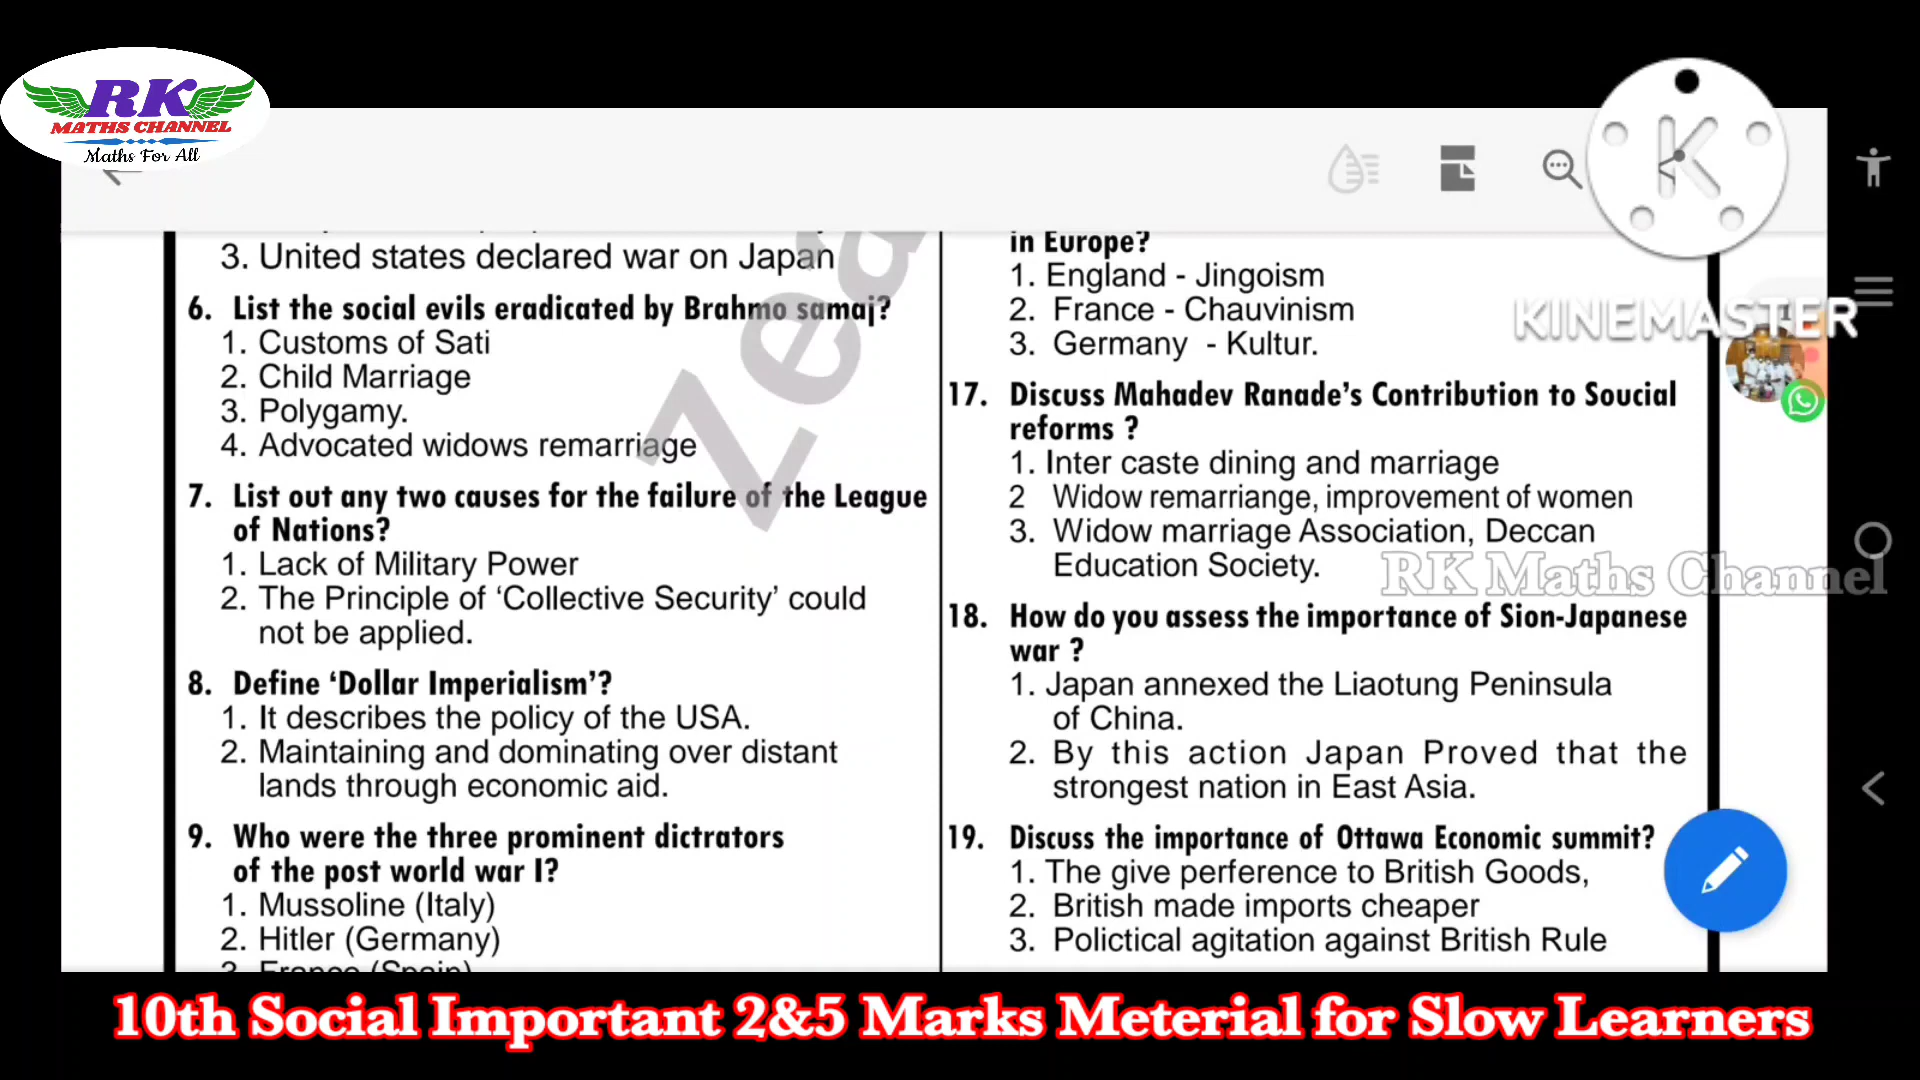 RK
MATHS CHANNEL
Maths For All
K
KINEMASTER
3. United states declared war on Japan
6. List the social evils eradicated by Brahmo samaj?
1. Customs of Sati
2. Child Marriage
3. Polygamy.
4. Advocated widows remarriage
7. List out any two causes for the failure of the League
of Nations?
1. Lack of Military Power
2. The Principle of ‘Collective Security’ could
not be applied.
8. Define ‘Dollar Imperialism’?
1. It describes the policy of the USA.
2. Maintaining and dominating over distant
lands through economic aid.
9. Who were the three prominent dictrators
of the post world war I?
1. Mussoline (Italy)
2. Hitler (Germany)
3. Franco (Spain)
in Europe?
1. England - Jingoism
2. France - Chauvinism
3. Germany - Kultur.
17. Discuss Mahadev Ranade’s Contribution to Soucial
reforms ?
1. Inter caste dining and marriage
2 Widow remarriange, improvement of women
3. Widow marriage Association, Deccan
Education Society.
RK Maths Channel
18. How do you assess the importance of Sion-Japanese
war ?
1. Japan annexed the Liaotung Peninsula
of China.
2. By this action Japan Proved that the
strongest nation in East Asia.
19. Discuss the importance of Ottawa Economic summit?
1. The give perference to British Goods,
2. British made imports cheaper
3. Polictical agitation against British Rule
10th Social Important 2&5 Marks Meterial for Slow Learners